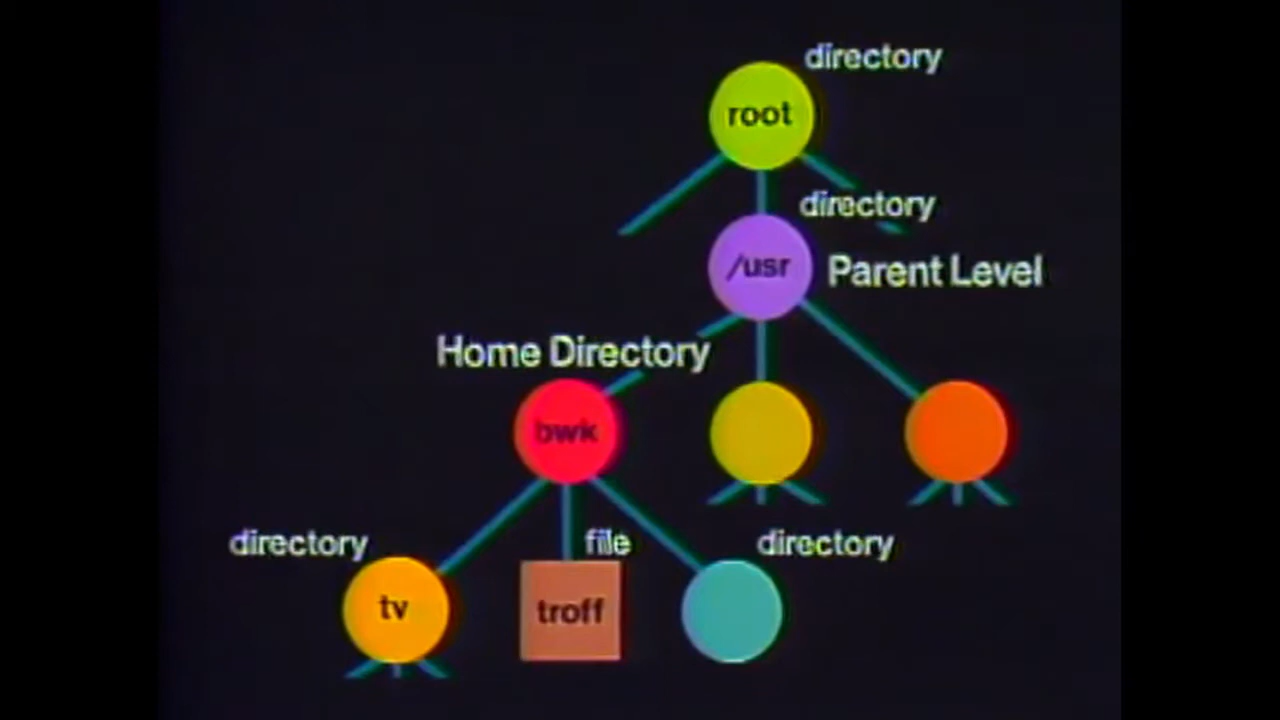 directory
root
directory
/usr
Parent Level
Home Directory
bwk
directory
file
directory
tv
troff